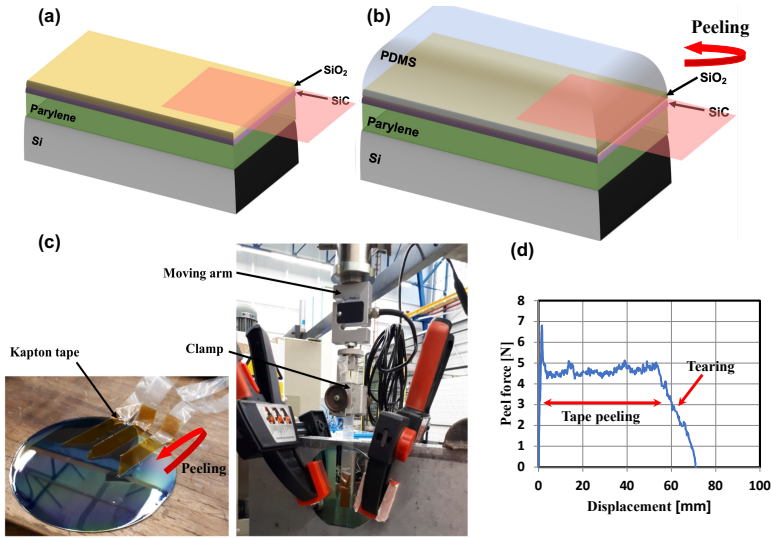 (a)
SiO2
SiC
Parylene
Si
(b)
Peeling
PDMS
SiO2
SiC
Parylene
Si
(c)
Moving arm
Clamp
Kapton tape
Peeling
(d)
8
7
6
5
4
3
2
1
0
Peel force [N]
Tearing
Tape peeling
0 20 40 60 80 100
Displacement [mm]